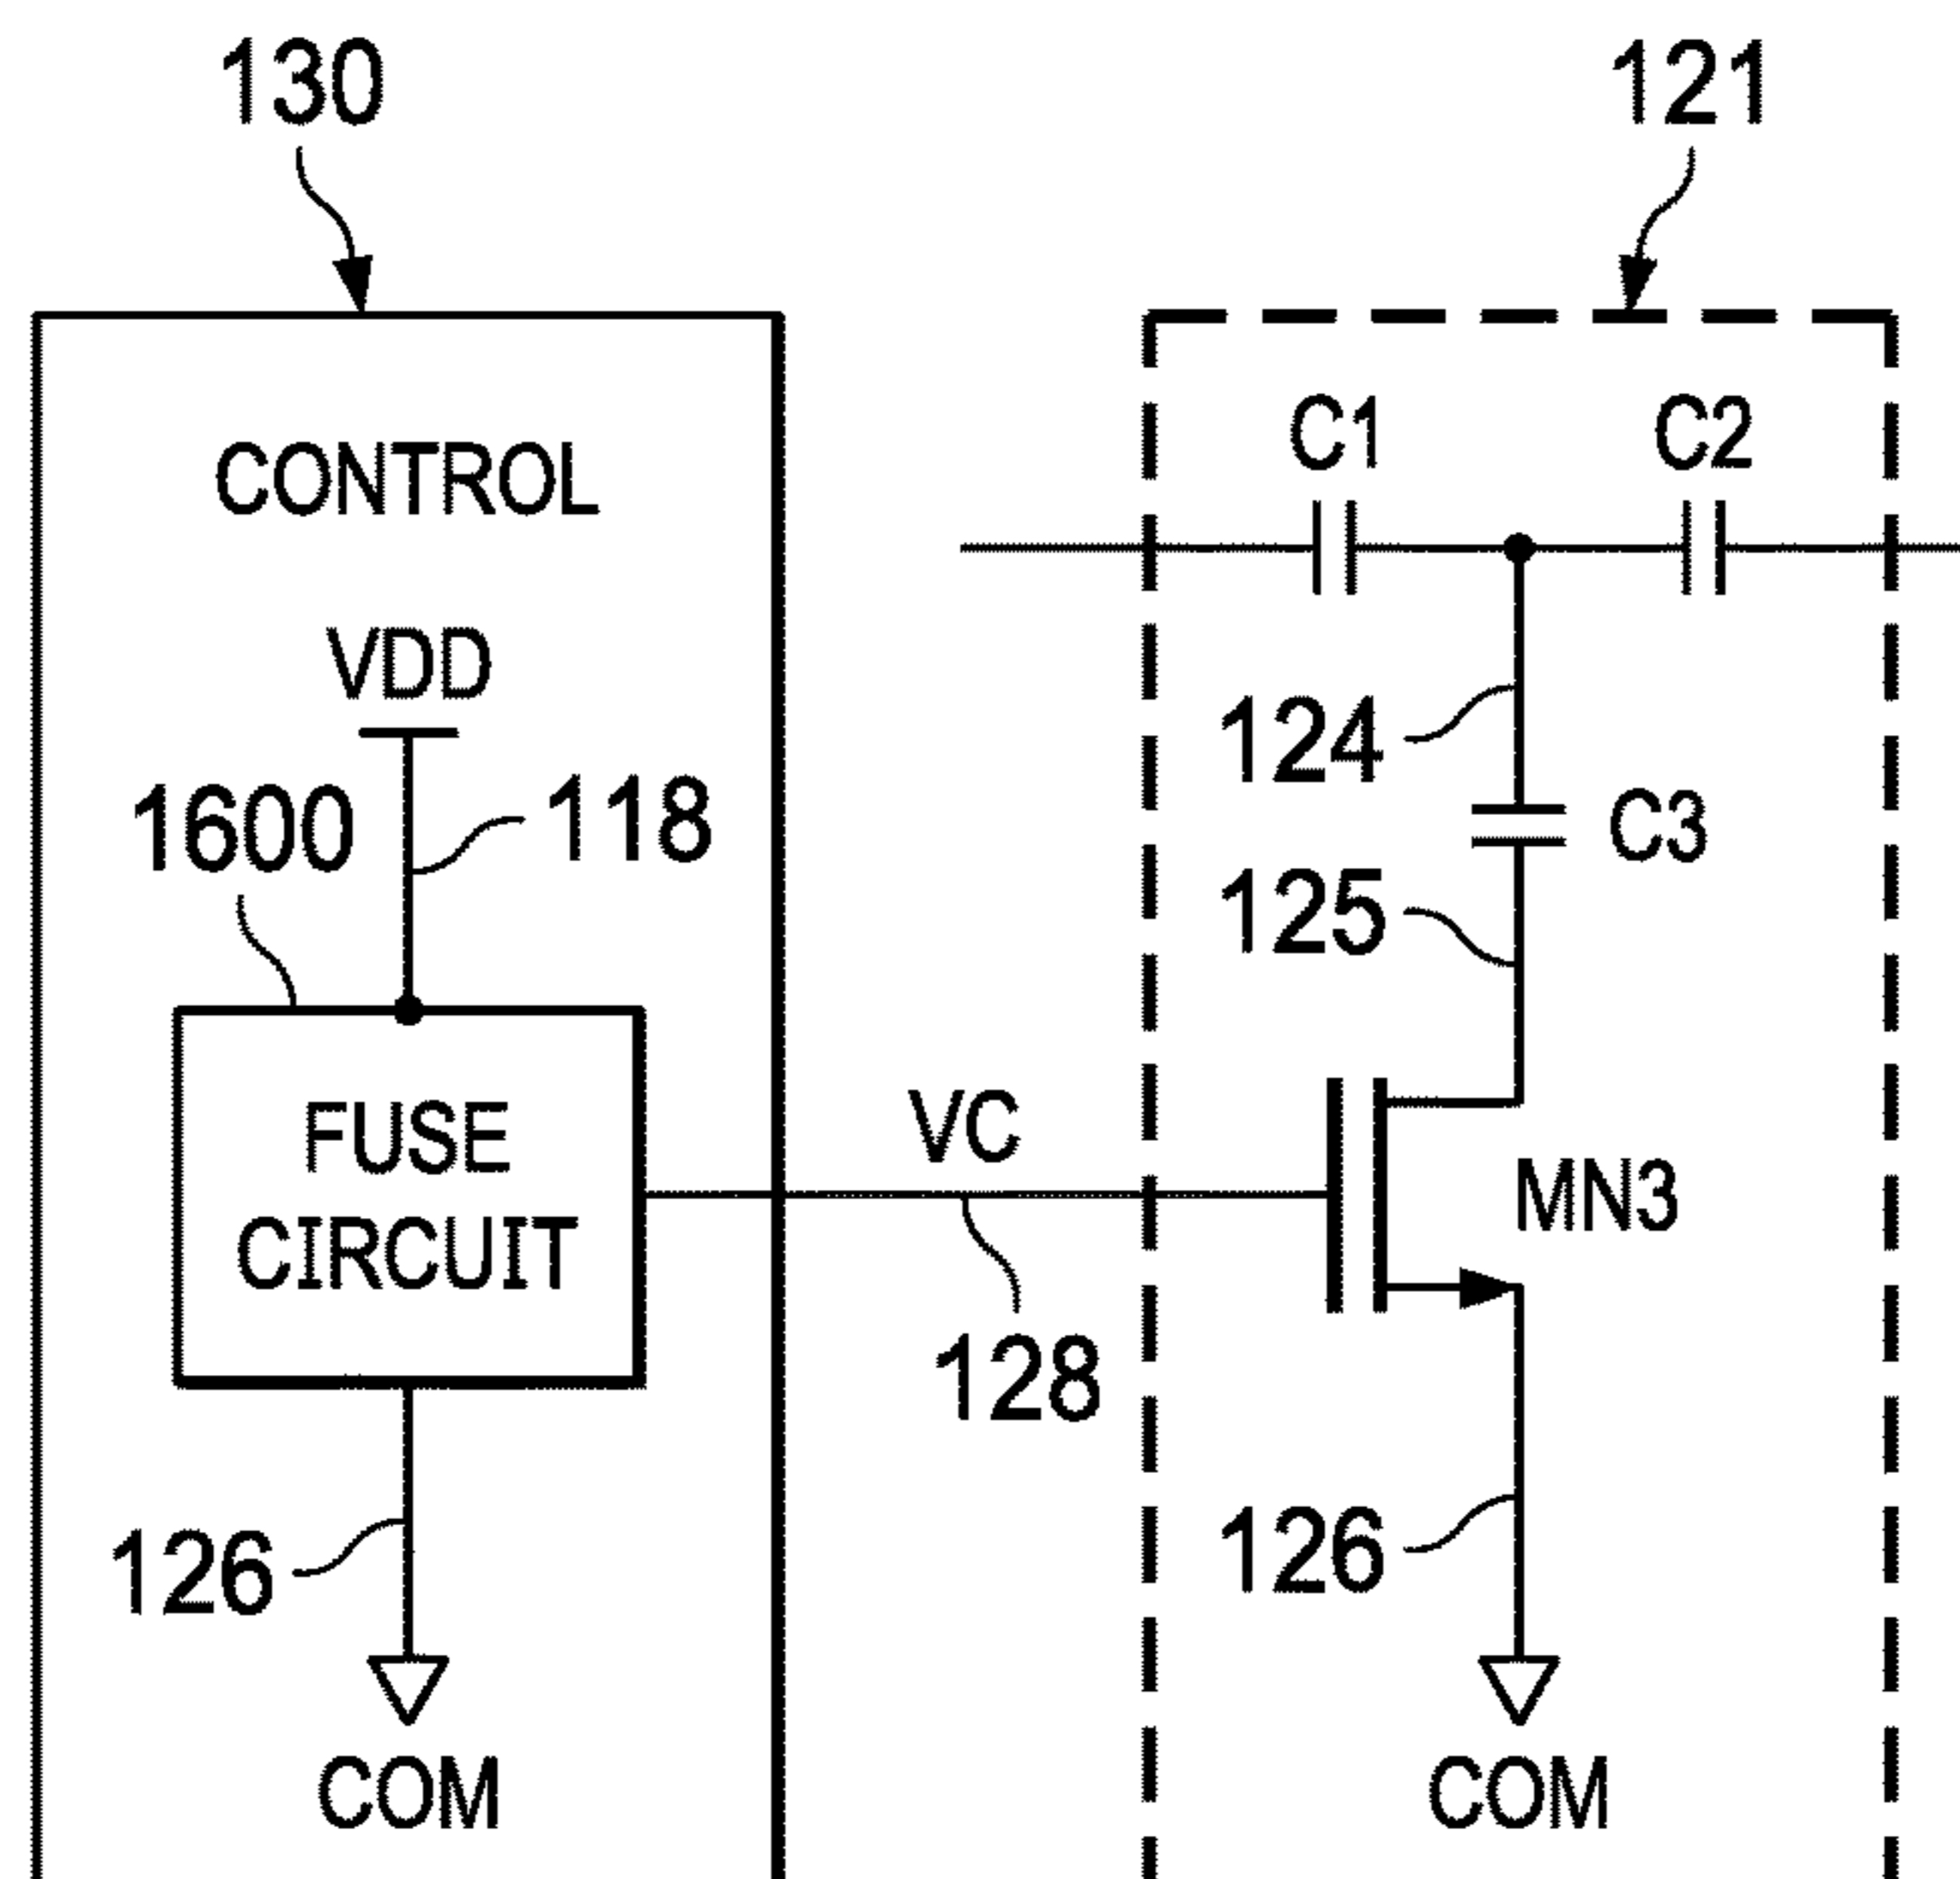 130
121
CONTROL
C1
C2
VDD
124
1600
118
C3
125
FUSE
CIRCUIT
VC
MN3
128
126
126
COM
COM